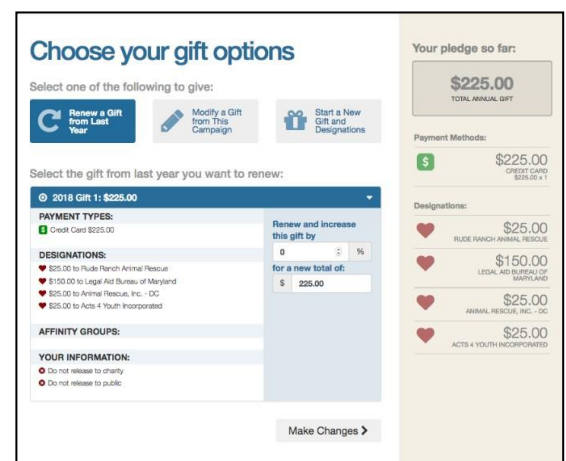 Choose your gift options
Select one of the following to give:
Renew a Gift
from Last
Year
Modify a Gift
from This
Campaign
Start a New
Gift and
Designations
Select the gift from last year you want to renew:
2018 Gift 1: $225.00
PAYMENT TYPES:
$ Credit Card $225.00
DESIGNATIONS:
$25.00 to Rude Ranch Animal Rescue
$150.00 to Legal Aid Bureau of Maryland
$25.00 to Animal Rescue, Inc. - DC
$25.00 to Acts 4 Youth Incorporated
AFFINITY GROUPS:
YOUR INFORMATION:
Do not release to charity
Do not release to public
Renew and increase
this gift by
0 %
for a new total of:
$ 225.00
Make Changes
Your pledge so far:
$225.00
TOTAL ANNUAL GIFT
Payment Methods:
$ $225.00
CREDIT CARD
$225.00 x 1
Designations:
$25.00
RUDE RANCH ANIMAL RESCUE
$150.00
LEGAL AID BUREAU OF
MARYLAND
$25.00
ANIMAL RESCUE, INC. - DC
$25.00
ACTS 4 YOUTH INCORPORATED